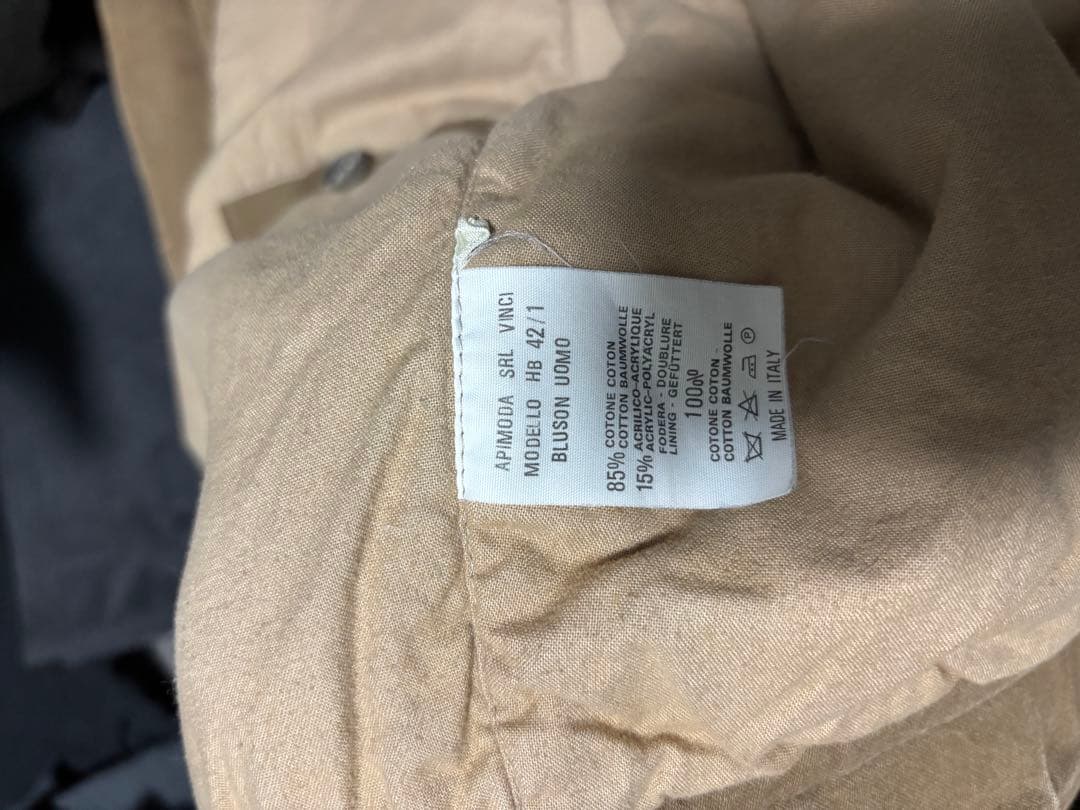 APIMODA SRL VINCI
MODELLO HB 42/1
BLUSON UOMO
85% COTONE COTON
COTTON BAUMWOLLE
15% ACRILICO-ACRYLIQUE
ACRYLIC-POLYACRYL
FODERA - DOUBLURE
LINING - GEFÜTTERT
100%
COTONE COTON -
COTTON BAUMWOLLE
P
MADE IN ITALY